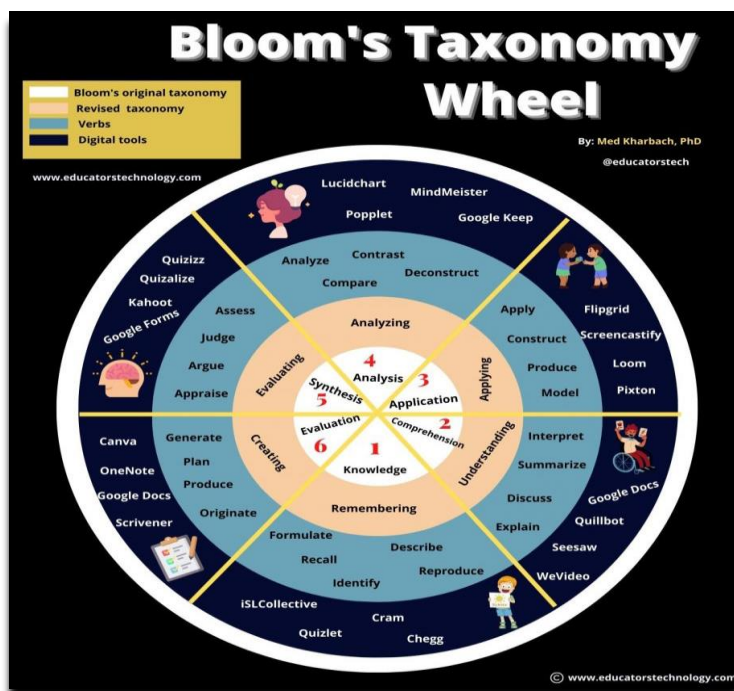 Bloom's Taxonomy
Wheel
Bloom's original taxonomy
Revised taxonomy
Verbs
Digital tools
By: Med Kharbach, PhD
@educatorstech
www.educatorstechnology.com
Lucidchart
MindMeister
Popplet
Google Keep
Analyze
Contrast
Compare
Deconstruct
Analyzing
4
Analysis
Flipgrid
Screencastify
Loom
Pixton
Apply
Construct
Produce
Model
Applying
3
Application
Google Docs
Quillbot
Seesaw
WeVideo
Interpret
Summarize
Discuss
Explain
Understanding
2
Comprehension
1
Knowledge
Remembering
Formulate
Recall
Identify
Describe
Reproduce
iSLCollective
Quizlet
Cram
Chegg
Evaluation
6
Creating
Generate
Plan
Produce
Originate
Canva
OneNote
Google Docs
Scrivener
Synthesis
5
Evaluating
Assess
Judge
Argue
Appraise
Quizizz
Quizalize
Kahoot
Google Forms
© www.educatorstechnology.com